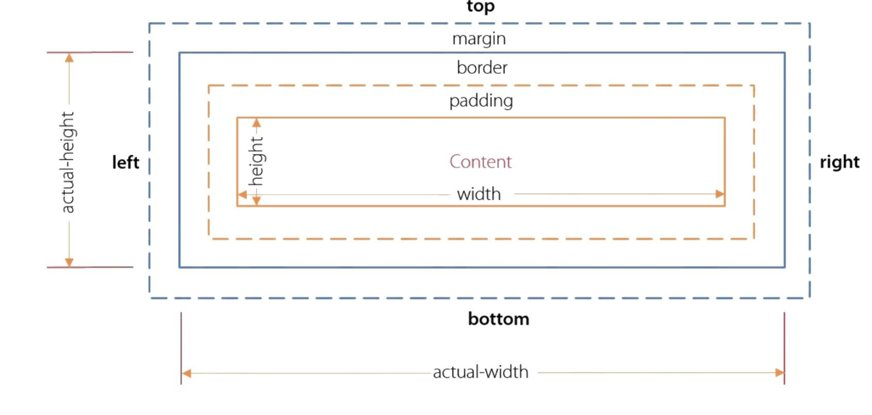 top
margin
border
padding
actual-height
left
height
Content
right
width
bottom
actual-width